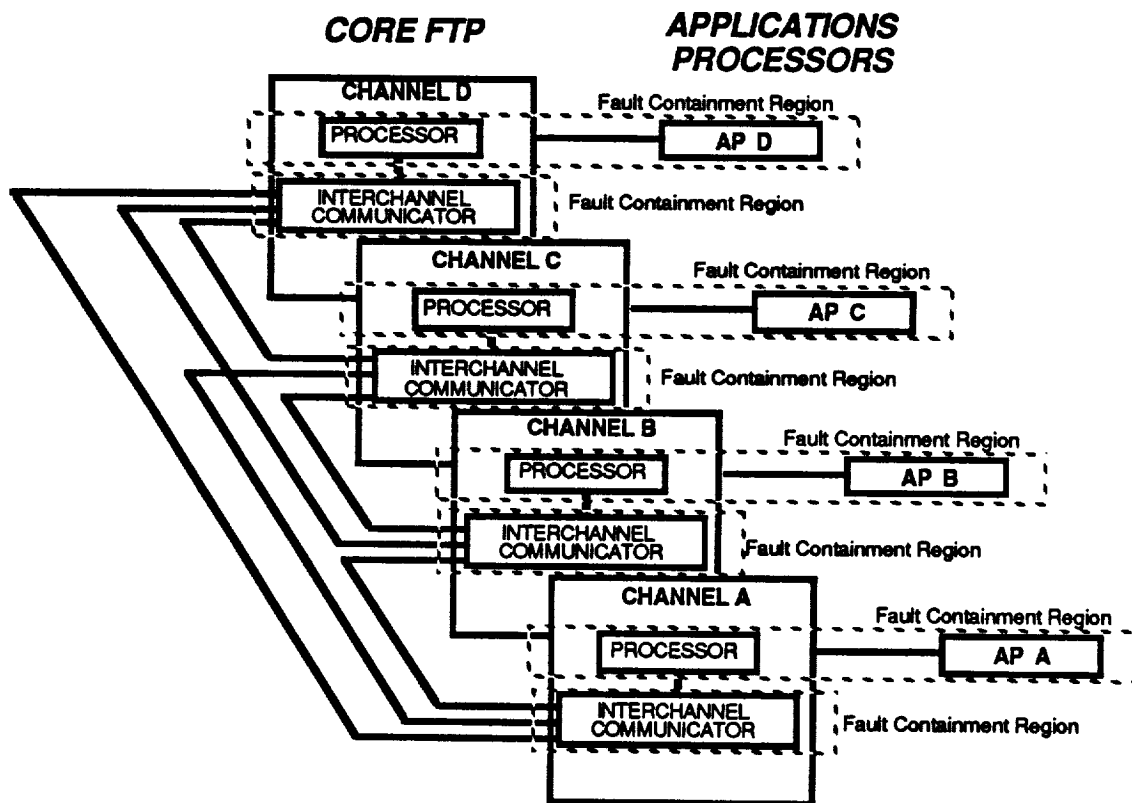 CORE FTP
APPLICATIONS
PROCESSORS
CHANNEL D
Fault Containment Region
PROCESSOR
AP D
INTERCHANNEL
COMMUNICATOR
Fault Containment Region
CHANNEL C
Fault Containment Region
PROCESSOR
AP C
INTERCHANNEL
COMMUNICATOR
Fault Containment Region
CHANNEL B
Fault Containment Region
PROCESSOR
AP B
INTERCHANNEL
COMMUNICATOR
Fault Containment Region
CHANNEL A
Fault Containment Region
PROCESSOR
AP A
INTERCHANNEL
COMMUNICATOR
Fault Containment Region